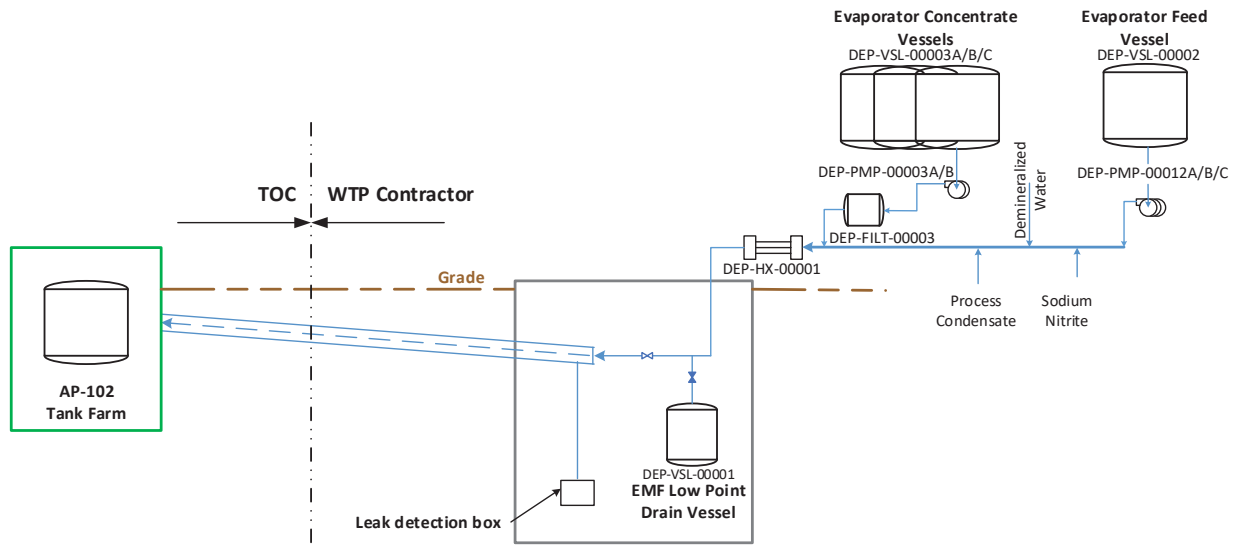 Evaporator Concentrate
Vessels
DEP-VSL-00003A/B/C
Evaporator Feed
Vessel
DEP-VSL-00002
DEP-PMP-00003A/B
DEP-PMP-00012A/B/C
Demineralized
Water
DEP-FILT-00003
DEP-HX-00001
TOC
WTP Contractor
Grade
Process
Condensate
Sodium
Nitrite
AP-102
Tank Farm
DEP-VSL-00001
EMF Low Point
Drain Vessel
Leak detection box